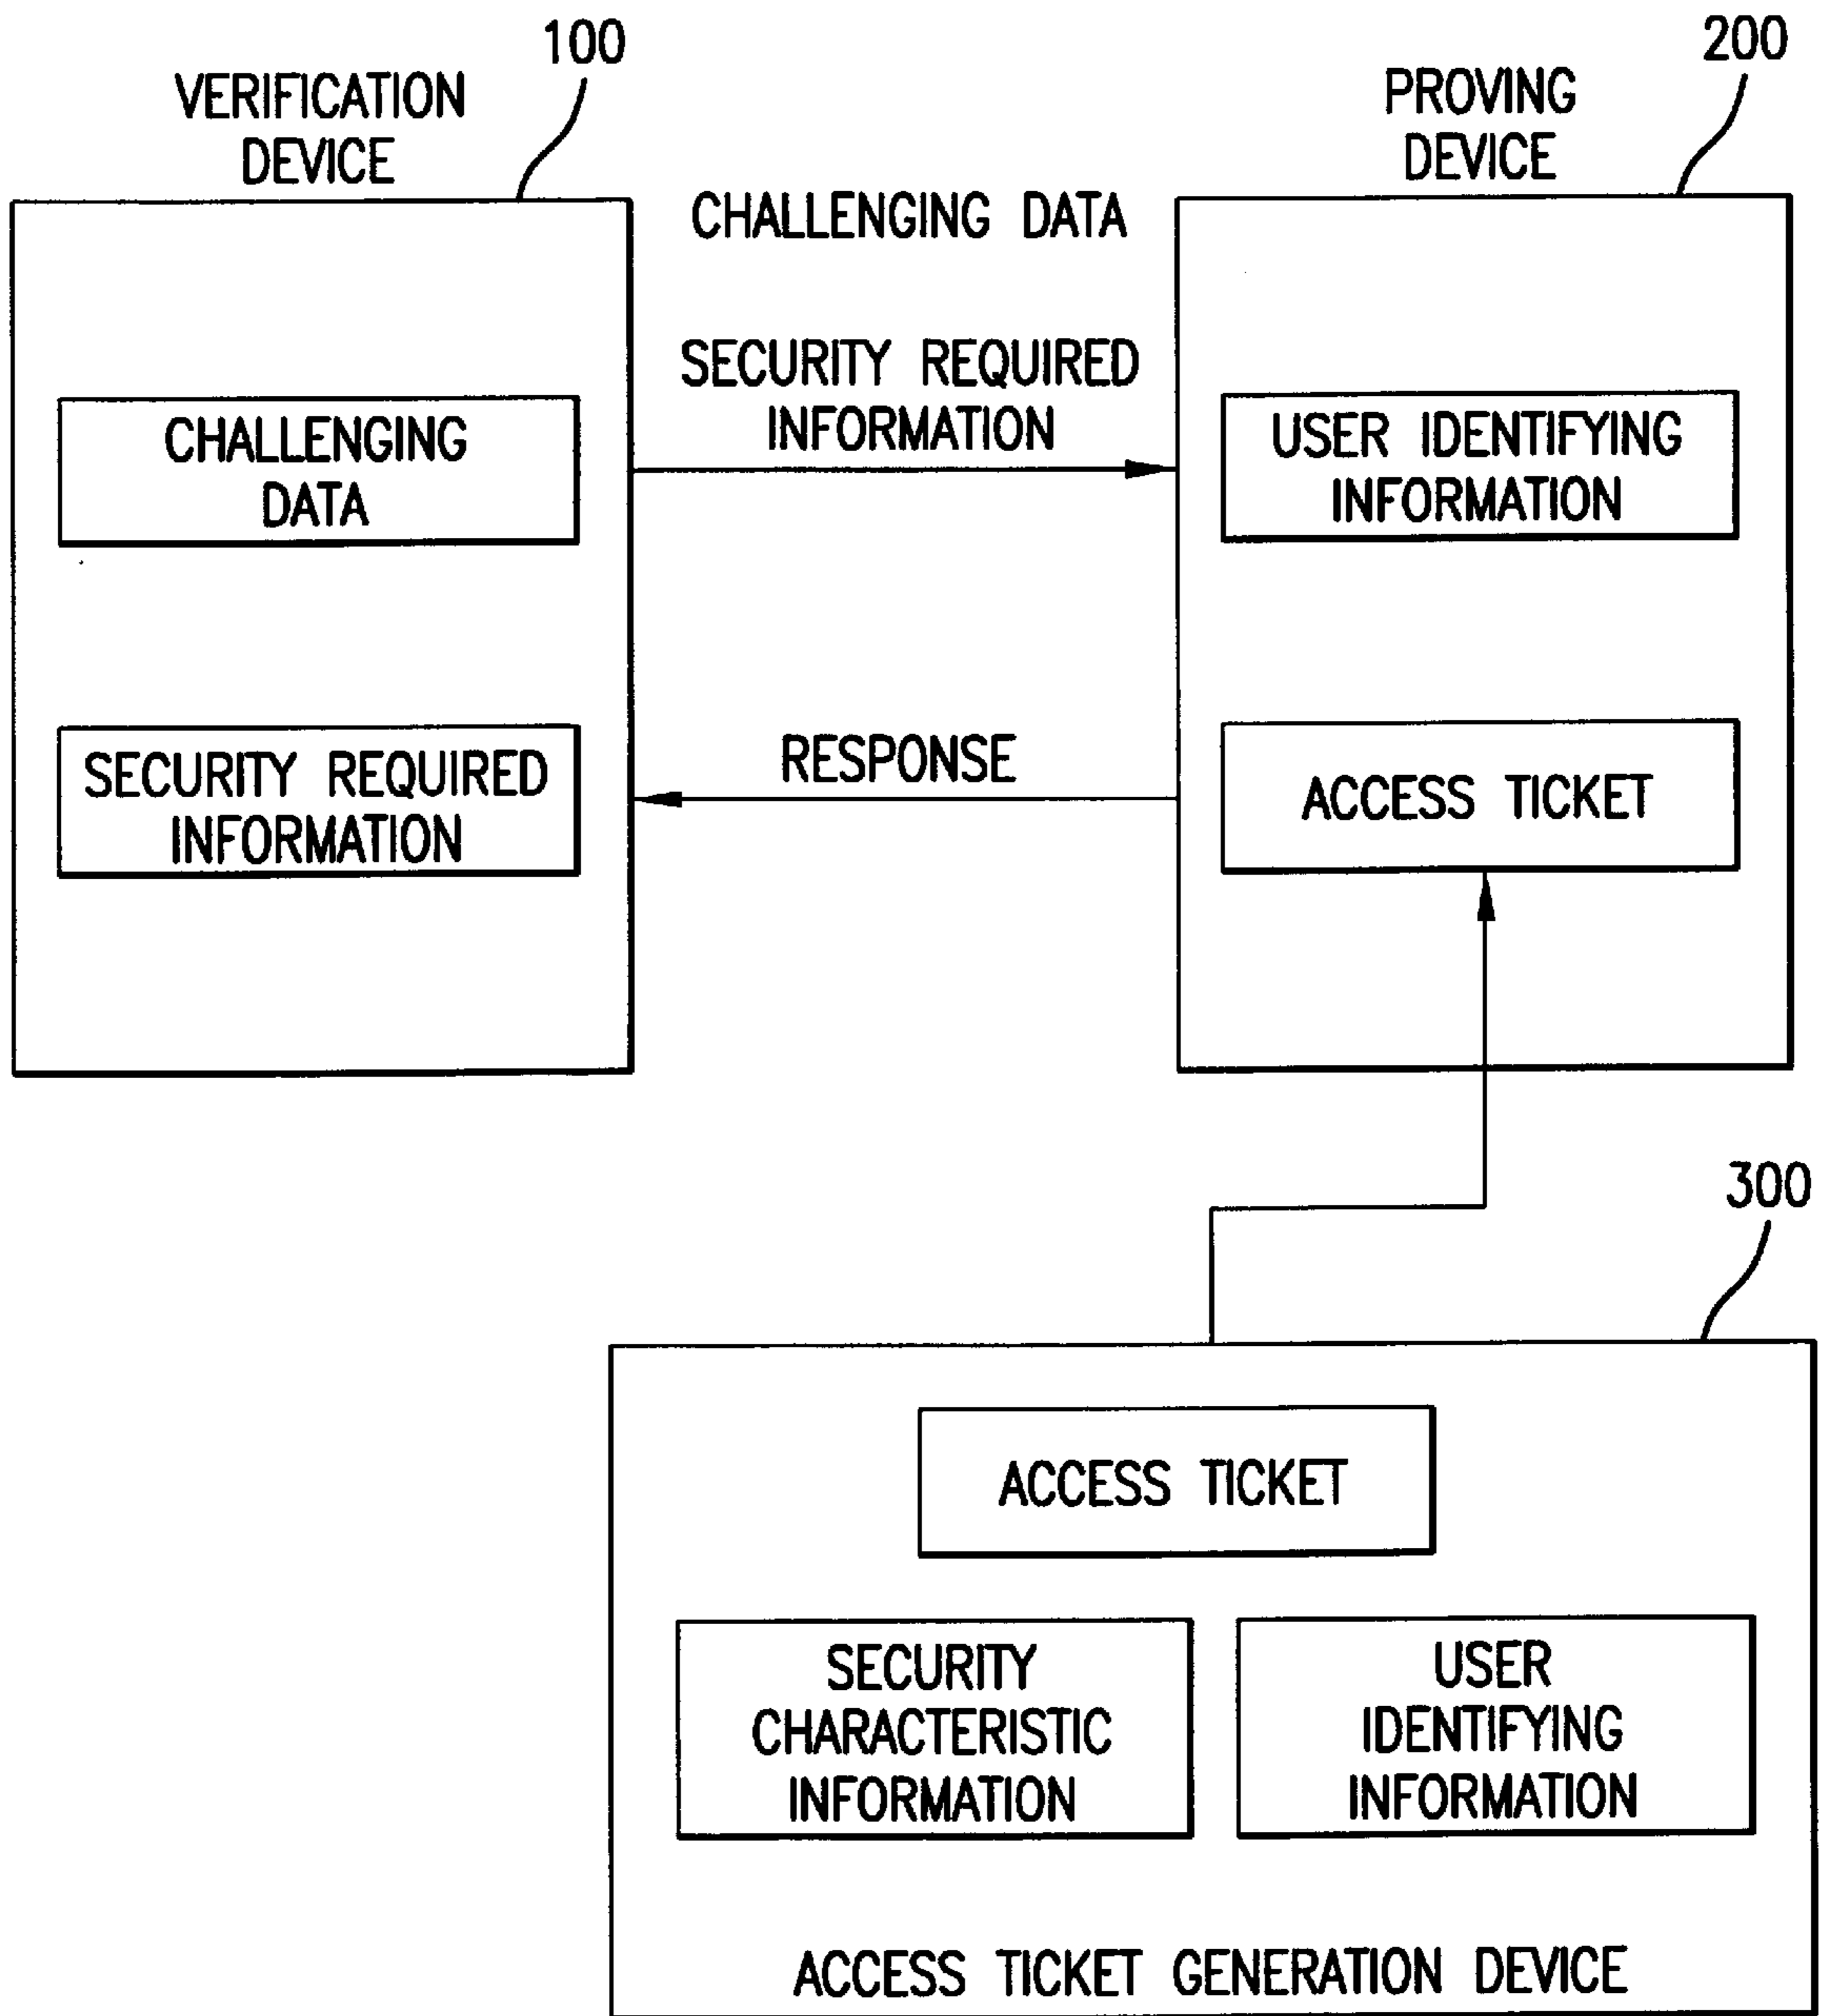 100
VERIFICATION
DEVICE
200
PROVING
DEVICE
CHALLENGING DATA
SECURITY REQUIRED
INFORMATION
CHALLENGING
DATA
USER IDENTIFYING
INFORMATION
SECURITY REQUIRED
INFORMATION
RESPONSE
ACCESS TICKET
300
ACCESS TICKET
SECURITY
CHARACTERISTIC
INFORMATION
USER
IDENTIFYING
INFORMATION
ACCESS TICKET GENERATION DEVICE